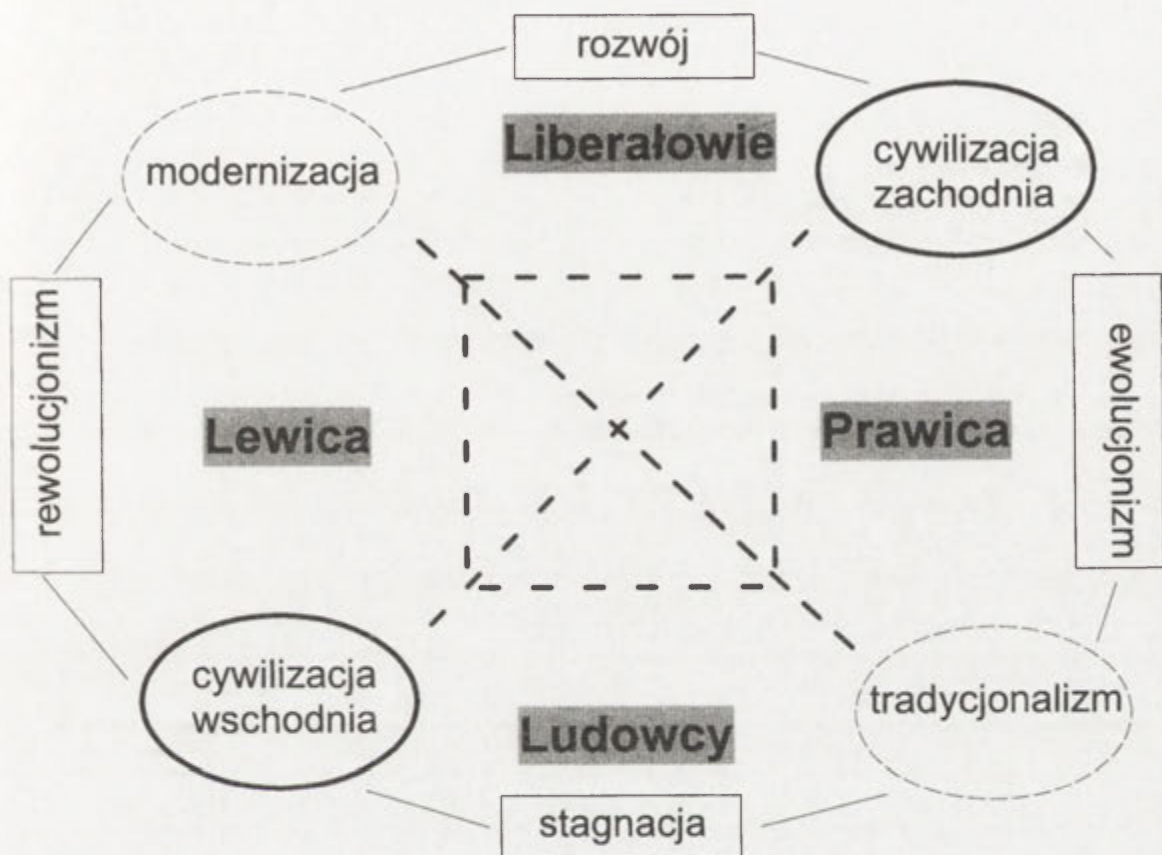 rozwój
Liberałowie
modernizacja
cywilizacja
zachodnia
rewolucjonizm
Lewica
Prawica
ewolucjonizm
cywilizacja
wschodnia
tradycjonalizm
Ludowcy
stagnacja